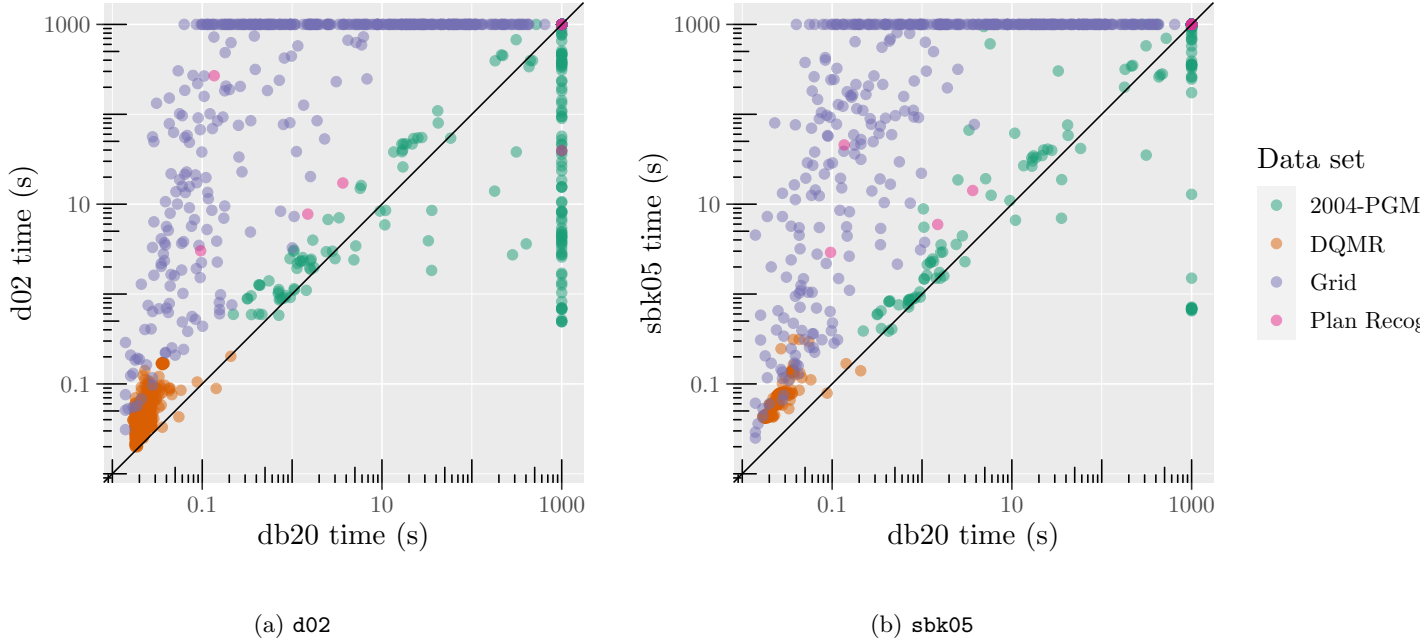 1000
10
0.1
d02 time (s)
0.1
10
1000
db20 time (s)
(a) d02
1000
10
0.1
sbk05 time (s)
0.1
10
1000
db20 time (s)
(b) sbk05
Data set
2004-PGM
DQMR
Grid
Plan Recog